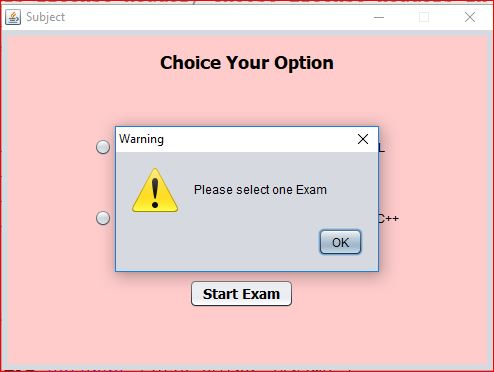 Subject
Choice Your Option
Warning
Please select one Exam
L
C++
OK
Start Exam